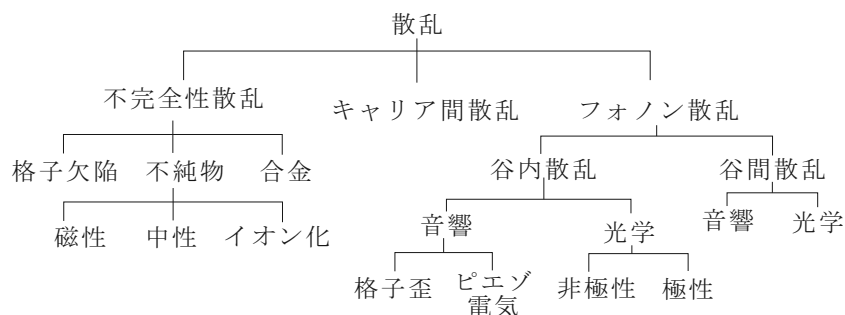 散乱
不完全性散乱 キャリア間散乱 フォノン散乱
格子欠陥 不純物 合金 谷内散乱 谷間散乱
磁性 中性 イオン化 音響 光学 音響 光学
格子歪 ピエゾ電気 非極性 極性